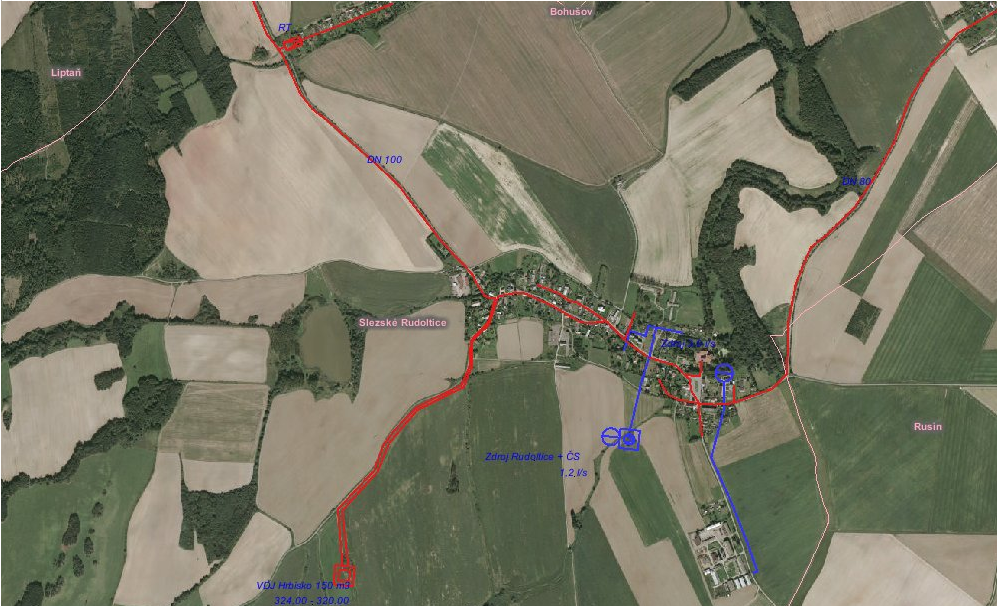 Bohušov
RT
Liptaň
DN 100
DN 80
Slezské Rudoltice
Zdroj
l/s
Rusín
Zdroj Rudoltice + ČS
1,2 l/s
VDJ Hrbisko 150 m3
324,00 - 320,00